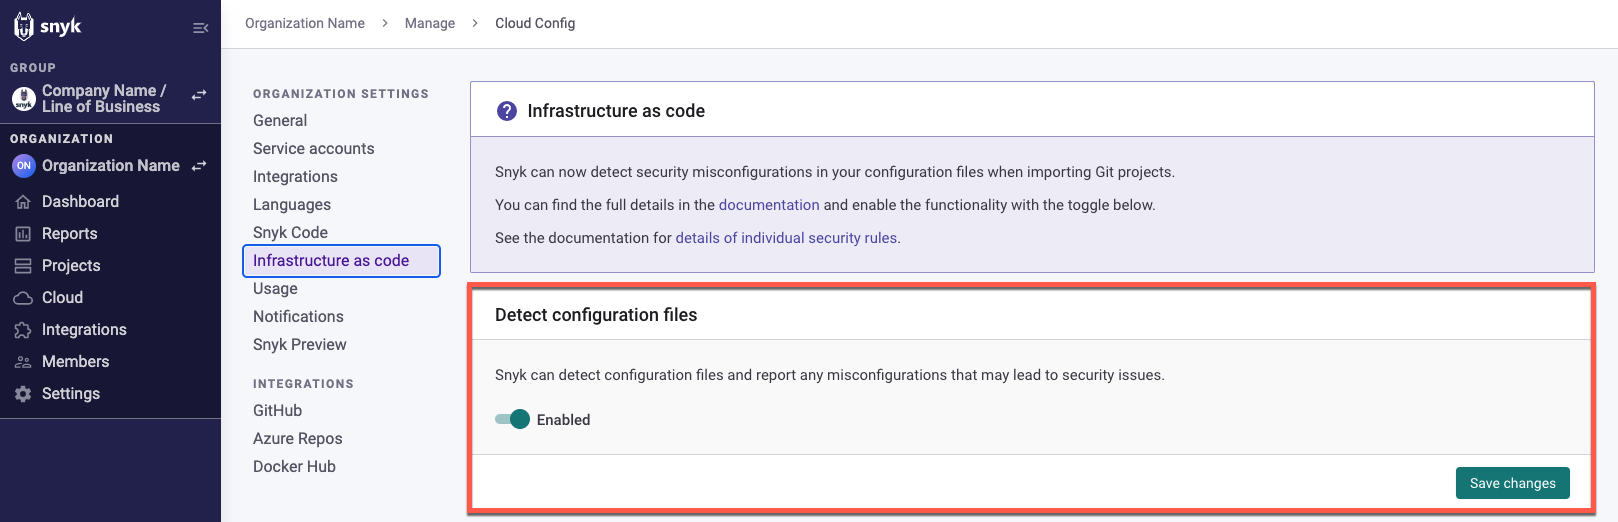 snyk
GROUP
snyk
Company Name /
Line of Business
ORGANIZATION
ON
Organization Name
Dashboard
Reports
Projects
Cloud
Integrations
Members
Settings
Organization Name > Manage > Cloud Config
ORGANIZATION SETTINGS
General
Service accounts
Integrations
Languages
Snyk Code
Infrastructure as code
Usage
Notifications
Snyk Preview
INTEGRATIONS
GitHub
Azure Repos
Docker Hub
? Infrastructure as code
Snyk can now detect security misconfigurations in your configuration files when importing Git projects.
You can find the full details in the documentation and enable the functionality with the toggle below.
See the documentation for details of individual security rules.
Detect configuration files
Snyk can detect configuration files and report any misconfigurations that may lead to security issues.
Enabled
Save changes